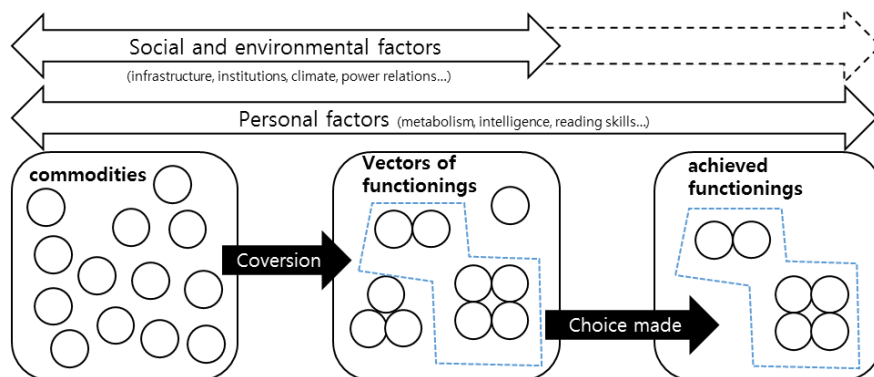 Social and environmental factors
(infrastructure, institutions, climate, power relations...)
Personal factors (metabolism, intelligence, reading skills...)
commodities
Vectors of
functionings
achieved
functionings
Coversion
Choice made